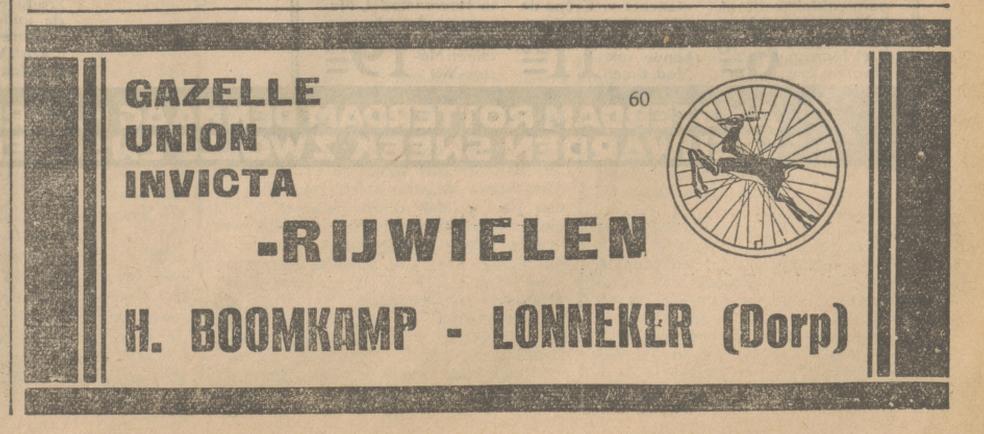 GAZELLE
60
UNION
INVICTA
-RIJWIELEN
H. BOOMKAMP - LONNEKER (Dorp)